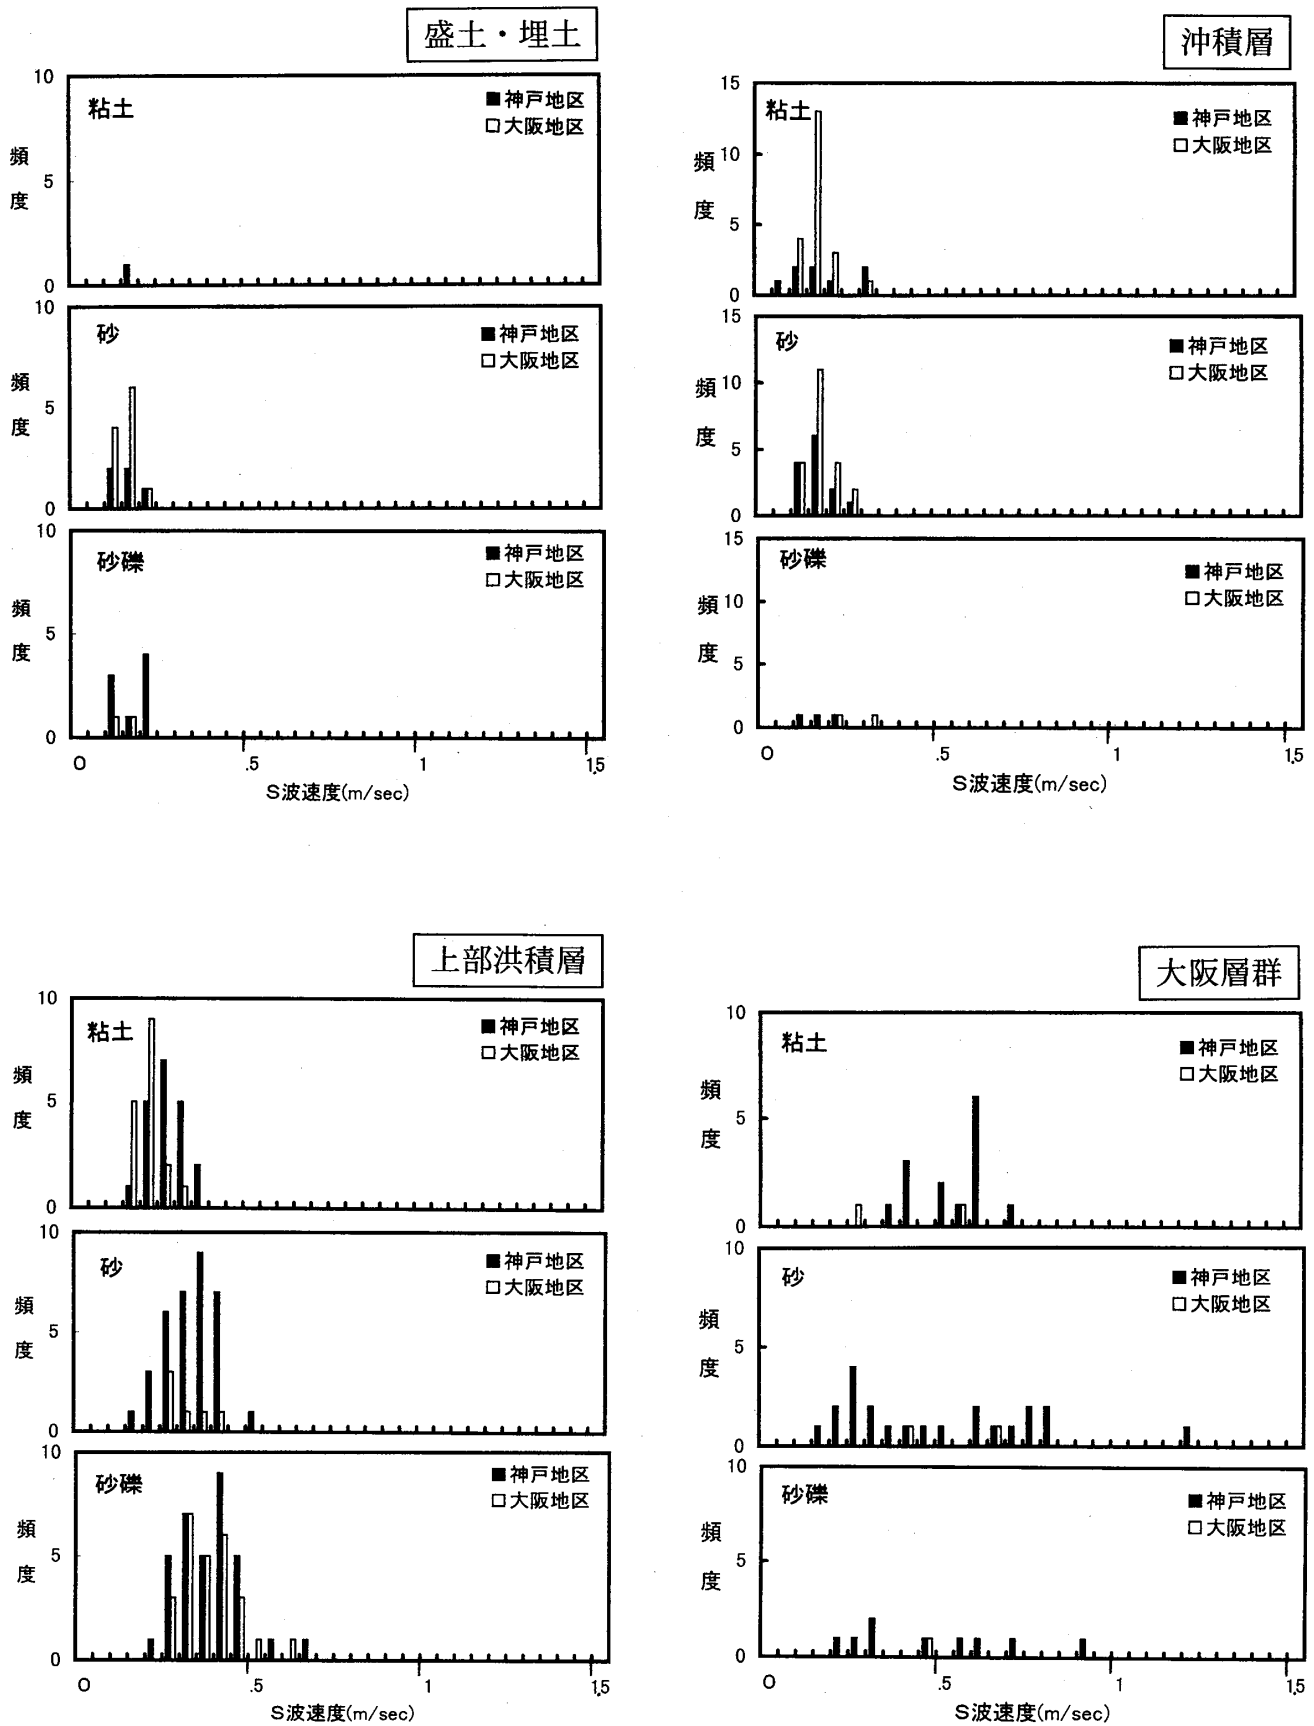 盛土・埋土
10
粘土
■神戸地区
□大阪地区
頻
度
5
0
10
砂
■神戸地区
□大阪地区
頻
度
5
0
10
砂礫
■神戸地区
□大阪地区
頻
度
5
0
0 .5 1 1.5
S波速度(m/sec)
沖積層
15
粘土
■神戸地区
□大阪地区
10
頻
度
5
0
15
砂
■神戸地区
□大阪地区
頻 10
度
5
0
15
砂礫
■神戸地区
□大阪地区
頻 10
度
5
0
0 .5 1 1.5
S波速度(m/sec)
上部洪積層
10
粘土
■神戸地区
□大阪地区
頻
度
5
0
10
砂
■神戸地区
□大阪地区
頻
度
5
0
10
砂礫
■神戸地区
□大阪地区
頻
度
5
0
0 .5 1 1.5
S波速度(m/sec)
大阪層群
10
粘土
■神戸地区
□大阪地区
頻
度
5
0
10
砂
■神戸地区
□大阪地区
頻
度
5
0
10
砂礫
■神戸地区
□大阪地区
頻
度
5
0
0 .5 1 1.5
S波速度(m/sec)